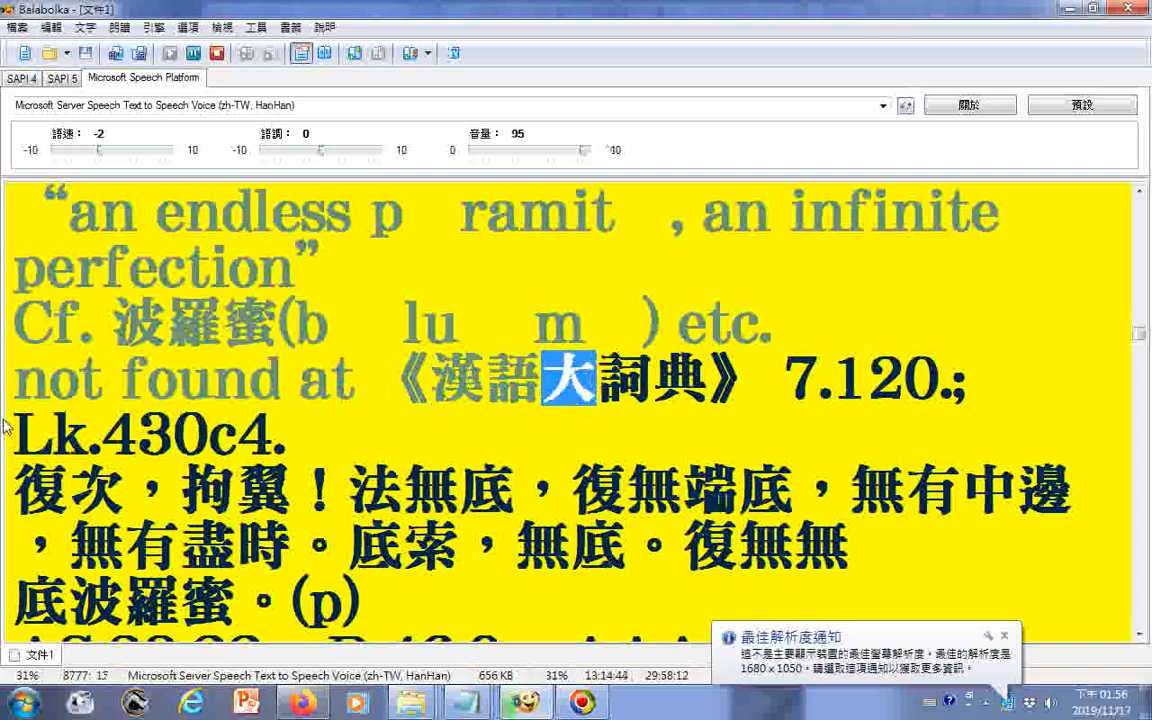 Balabolka - [文件1]
檔案 編輯 文字 朗讀 引擎 選項 檢視 工具 書籤 說明
SAPI 4 SAPI 5 Microsoft Speech Platform
Microsoft Server Speech Text to Speech Voice (zh-TW, HanHan) 關於 預設
語速： -2 語調： 0 音量： 95
-10 10 -10 10 0 100
“an endless p ramit , an infinite
perfection”
Cf. 波羅蜜(b lu m ) etc.
not found at 《漢語大詞典》 7.120.;
Lk.430c4.
復次，拘翼！法無底，復無端底，無有中邊
，無有盡時。底索，無底。復無無
底波羅蜜。(p)
最佳解析度通知
這不是主要顯示裝置的最佳螢幕解析度。最佳的解析度是
1680 x 1050。請選取這項通知以獲取更多資訊。
文件1
31% Microsoft Server Speech Text to Speech Voice (zh-TW, HanHan) 656 KB 31% 13:14:44 29:58:12
下午 01:56
2019/11/17